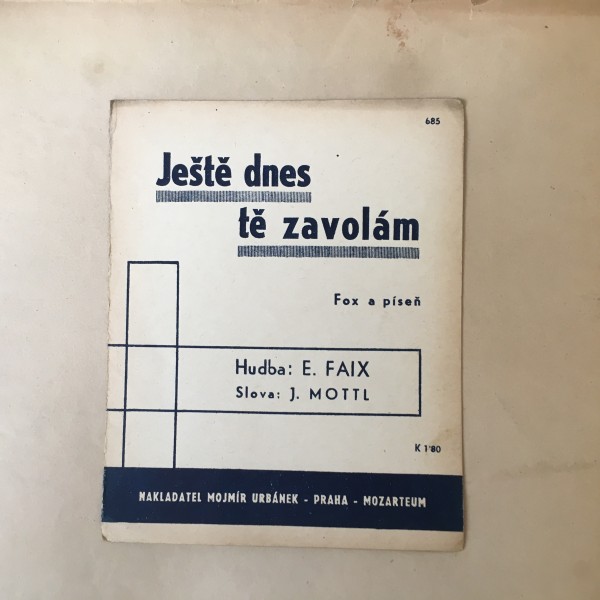 685
Ještě dnes
tě zavolám
Fox a píseň
Hudba: E. FAIX
Slova: J. MOTTL
K 1'80
NAKLADATEL MOJMÍR URBÁNEK - PRAHA - MOZARTEUM